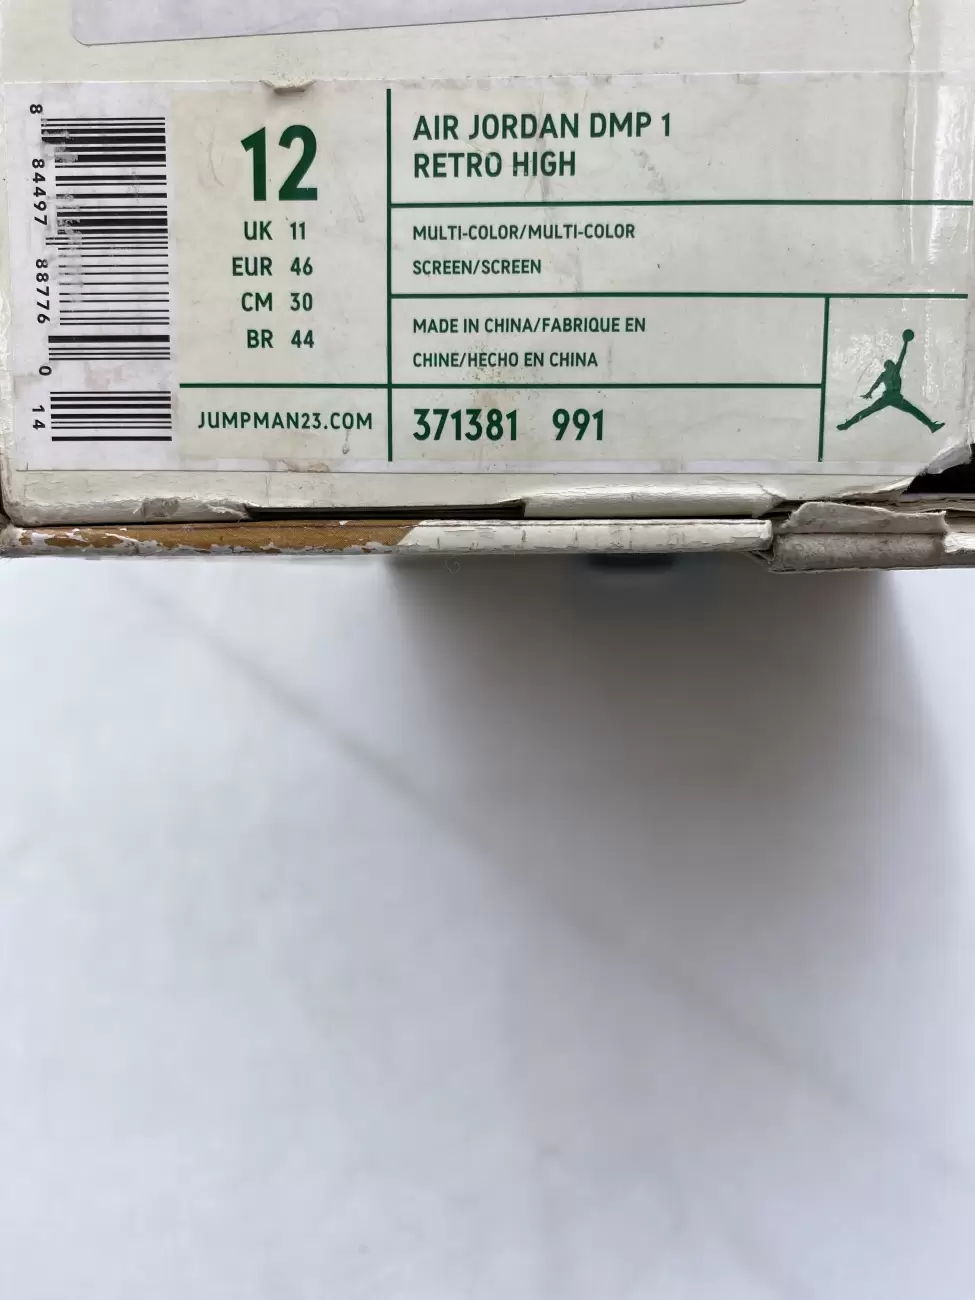 8 84497 88776 0 14
12
UK 11
EUR 46
CM 30
BR 44
JUMPMAN23.COM
AIR JORDAN DMP 1
RETRO HIGH
MULTI-COLOR/MULTI-COLOR
SCREEN/SCREEN
MADE IN CHINA/FABRIQUE EN
CHINE/HECHO EN CHINA
371381 991